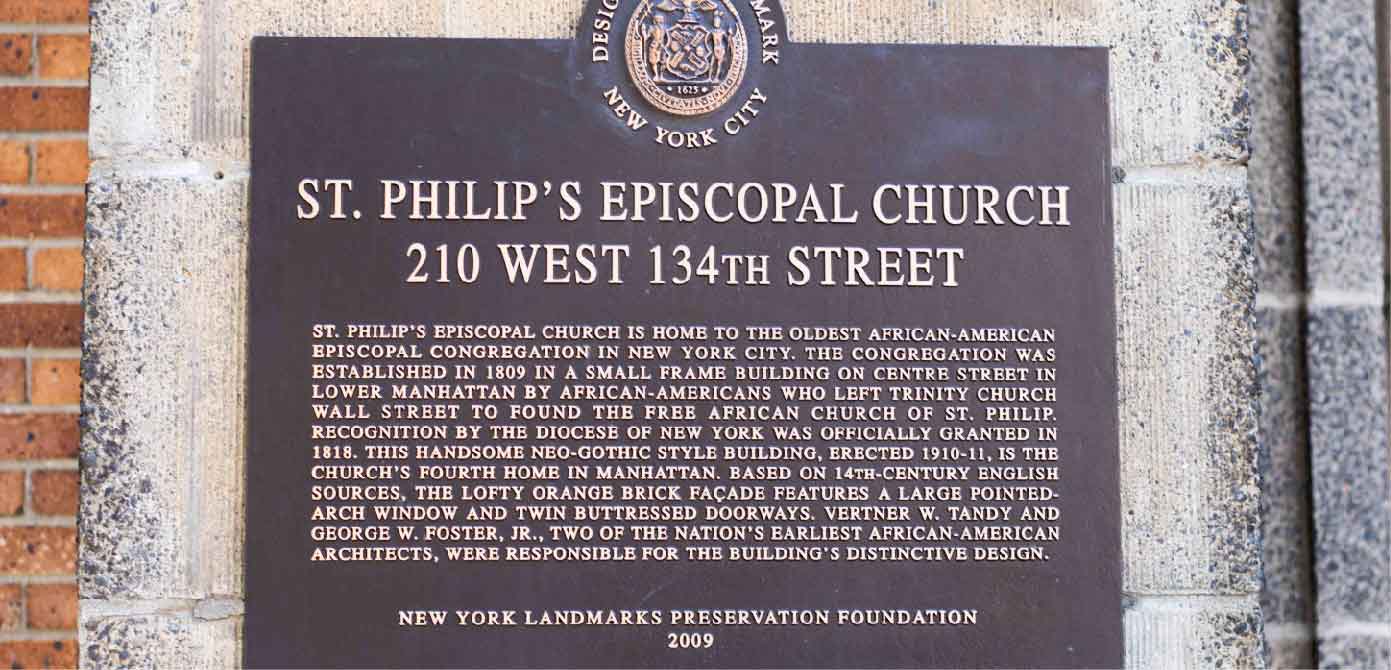 NEW YORK CITY
1625
ST. PHILIP'S EPISCOPAL CHURCH
210 WEST 134TH STREET
ST. PHILIP'S EPISCOPAL CHURCH IS HOME TO THE OLDEST AFRICAN-AMERICAN
EPISCOPAL CONGREGATION IN NEW YORK CITY. THE CONGREGATION WAS
ESTABLISHED IN 1809 IN A SMALL FRAME BUILDING ON CENTRE STREET IN
LOWER MANHATTAN BY AFRICAN-AMERICANS WHO LEFT TRINITY CHURCH
WALL STREET TO FOUND THE FREE AFRICAN CHURCH OF ST. PHILIP.
RECOGNITION BY THE DIOCESE OF NEW YORK WAS OFFICIALLY GRANTED IN
1818. THIS HANDSOME NEO-GOTHIC STYLE BUILDING, ERECTED 1910-11, IS THE
CHURCH'S FOURTH HOME IN MANHATTAN. BASED ON 14TH-CENTURY ENGLISH
SOURCES, THE LOFTY ORANGE BRICK FAÇADE FEATURES A LARGE POINTED-
ARCH WINDOW AND TWIN BUTTRESSED DOORWAYS. VERTNER W. TANDY AND
GEORGE W. FOSTER, JR., TWO OF THE NATION'S EARLIEST AFRICAN-AMERICAN
ARCHITECTS, WERE RESPONSIBLE FOR THE BUILDING'S DISTINCTIVE DESIGN.
NEW YORK LANDMARKS PRESERVATION FOUNDATION
2009